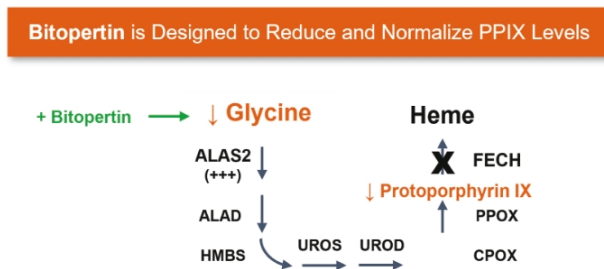 Bitopertin is Designed to Reduce and Normalize PPIX Levels
+ Bitopertin → ↓ Glycine
Heme
ALAS2
(+++)
X FECH
↓ Protoporphyrin IX
ALAD
PPOX
HMBS
UROS
UROD
CPOX